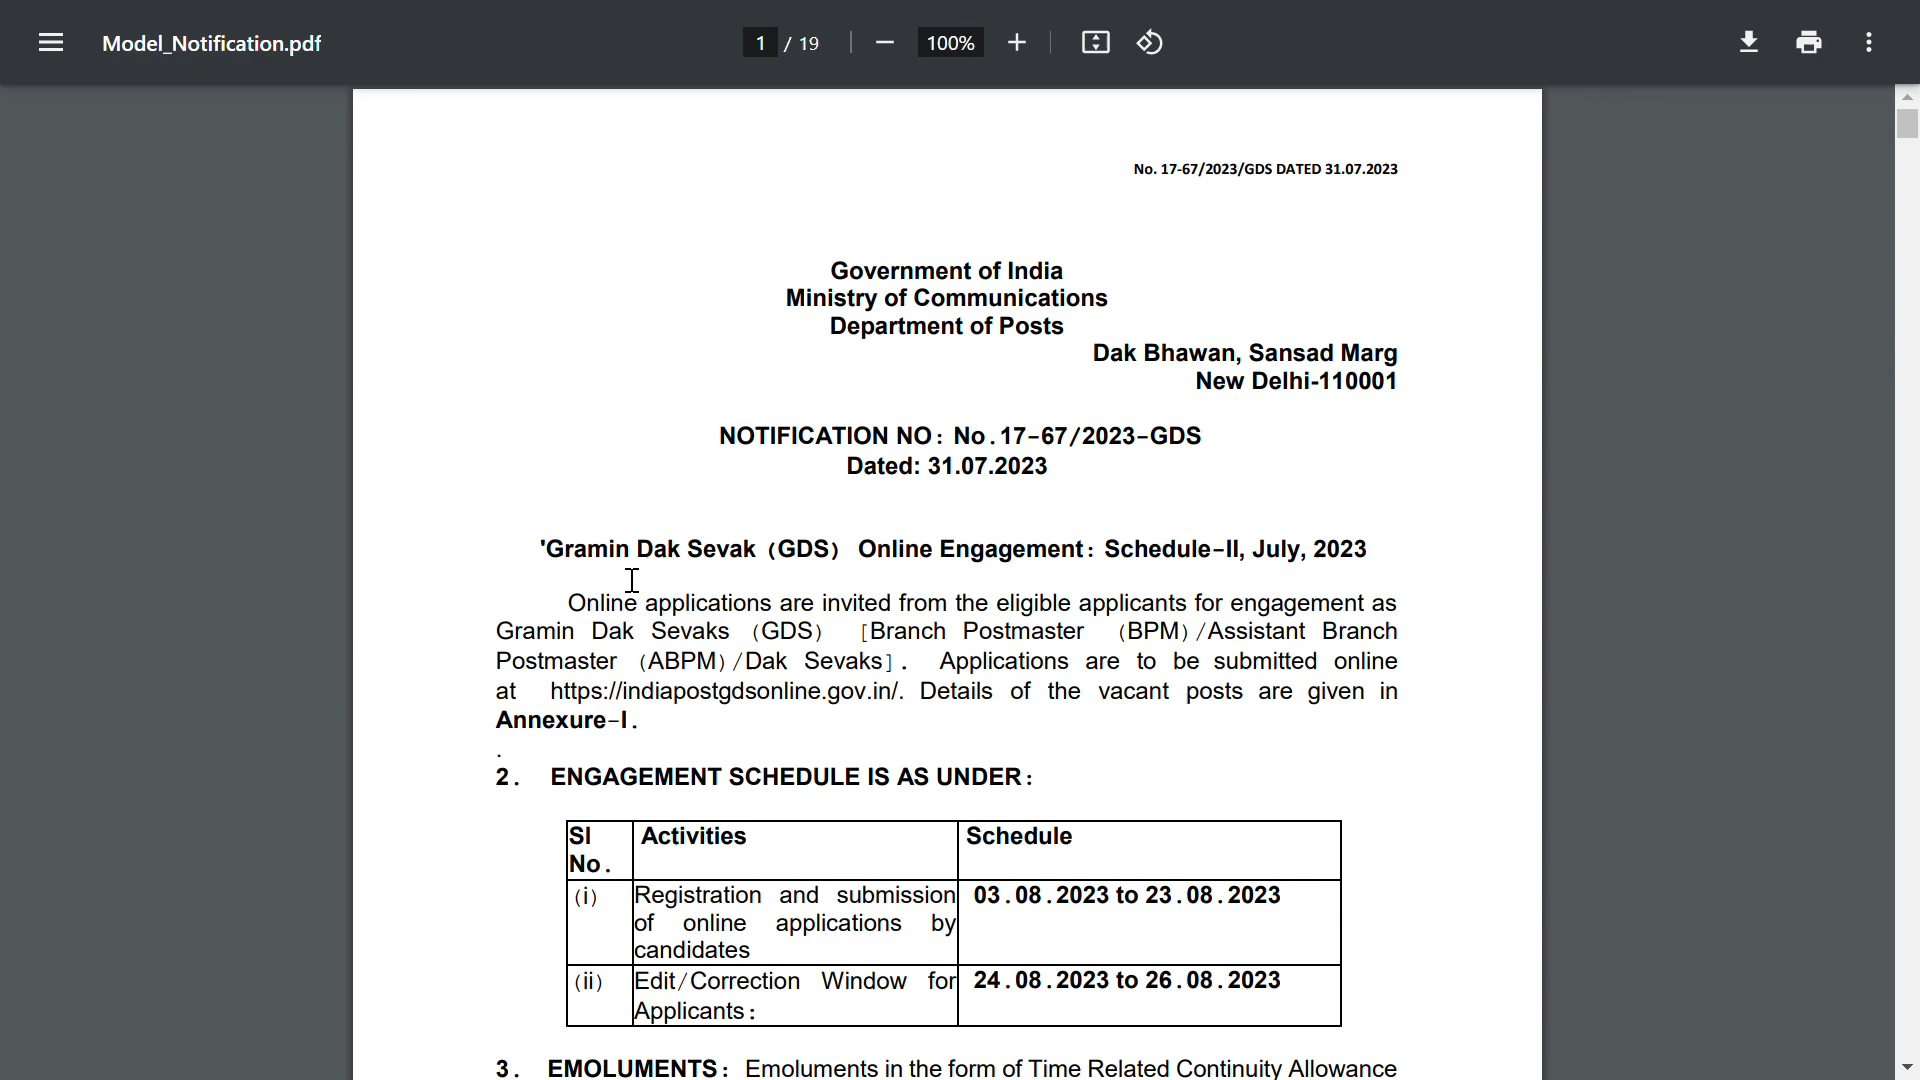 Model_Notification.pdf
1 / 19
100%
No. 17-67/2023/GDS DATED 31.07.2023
Government of India
Ministry of Communications
Department of Posts
Dak Bhawan, Sansad Marg
New Delhi-110001
NOTIFICATION NO: No.17-67/2023-GDS
Dated: 31.07.2023
'Gramin Dak Sevak (GDS) Online Engagement: Schedule-II, July, 2023
Online applications are invited from the eligible applicants for engagement as
Gramin Dak Sevaks (GDS) [Branch Postmaster (BPM)/Assistant Branch
Postmaster (ABPM)/Dak Sevaks]. Applications are to be submitted online
at https://indiapostgdsonline.gov.in/. Details of the vacant posts are given in
Annexure-I.
.
2. ENGAGEMENT SCHEDULE IS AS UNDER:
Sl Activities Schedule
No.
(i) Registration and submission 03.08.2023 to 23.08.2023
of online applications by
candidates
(ii) Edit/Correction Window for 24.08.2023 to 26.08.2023
Applicants:
3. EMOLUMENTS: Emoluments in the form of Time Related Continuity Allowance